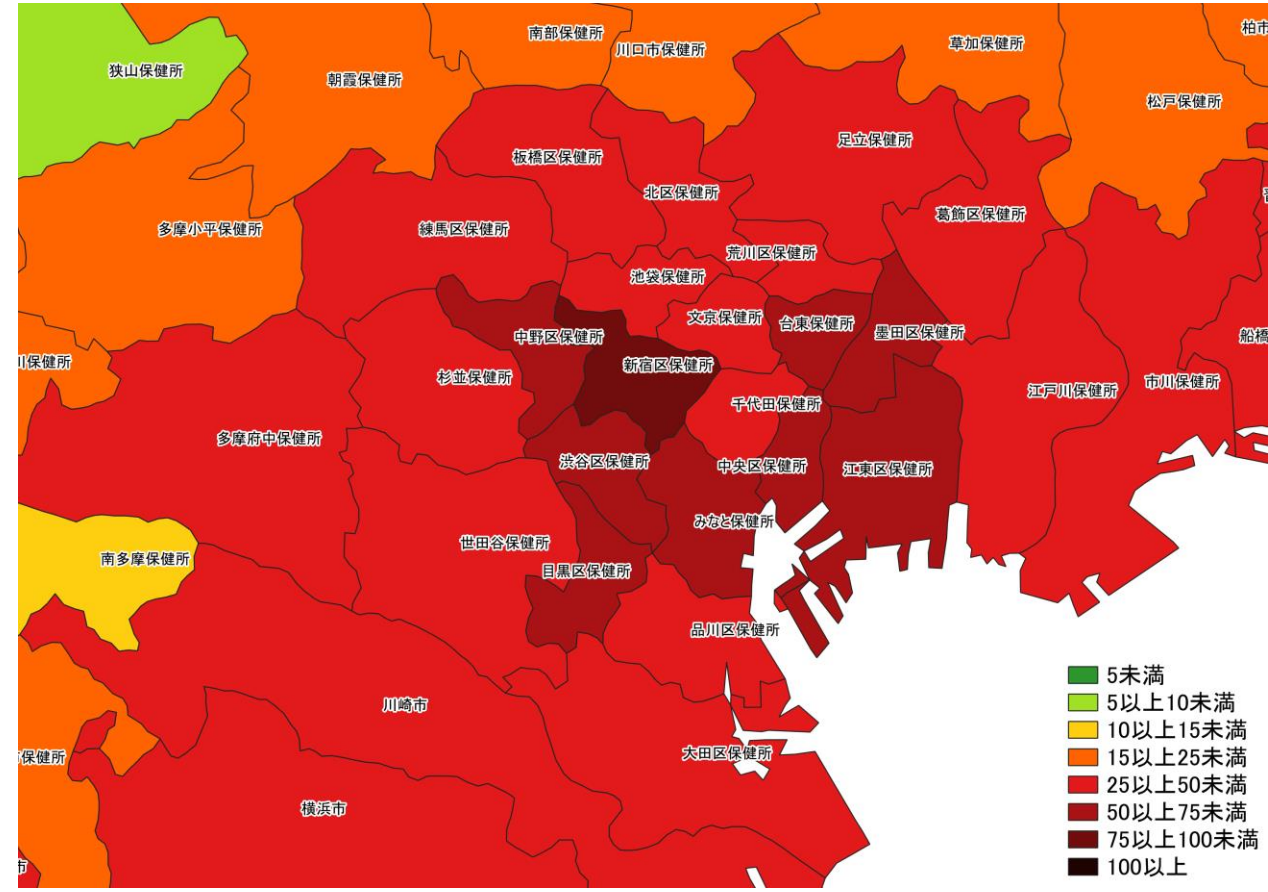 南部保健所
柏市
川口市保健所
草加保健所
狭山保健所
朝霞保健所
松戸保健所
足立保健所
板橋区保健所
北区保健所
葛飾区保健所
多摩小平保健所
練馬区保健所
荒川区保健所
池袋保健所
文京保健所
台東保健所
墨田区保健所
中野区保健所
船橋
川保健所
新宿区保健所
杉並保健所
市川保健所
江戸川保健所
千代田保健所
多摩府中保健所
渋谷区保健所
中央区保健所
江東区保健所
みなと保健所
世田谷保健所
南多摩保健所
目黒区保健所
品川区保健所
川崎市
大田区保健所
保健所
横浜市
市
5未満
5以上10未満
10以上15未満
15以上25未満
25以上50未満
50以上75未満
75以上100未満
100以上